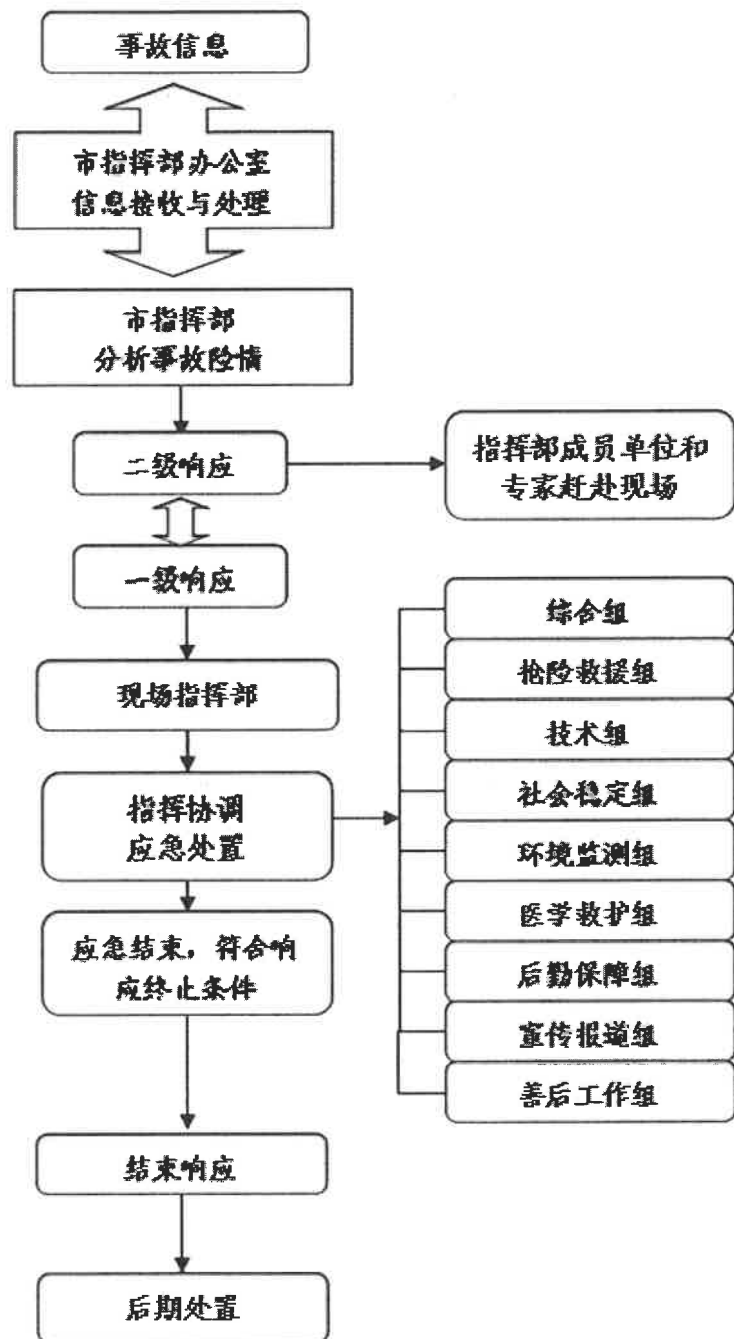 事故信息
市指挥部办公室
信息接收与处理
市指挥部
分析事故险情
二级响应
指挥部成员单位和
专家赶赴现场
一级响应
现场指挥部
指挥协调
应急处置
综合组
抢险救援组
技术组
社会稳定组
环境监测组
医学救护组
后勤保障组
宣传报道组
善后工作组
应急结束，符合响
应终止条件
结束响应
后期处置